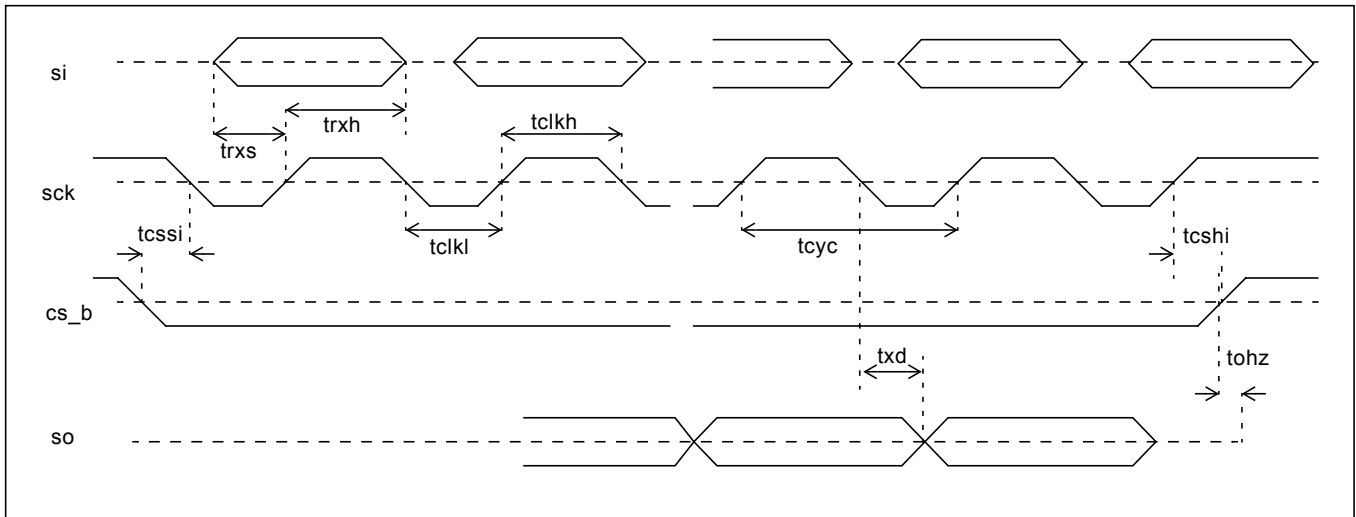 si
trxh
tclkh
trxs
sck
tcssi
tclkl
tcyc
tcshi
cs_b
txd
tohz
so